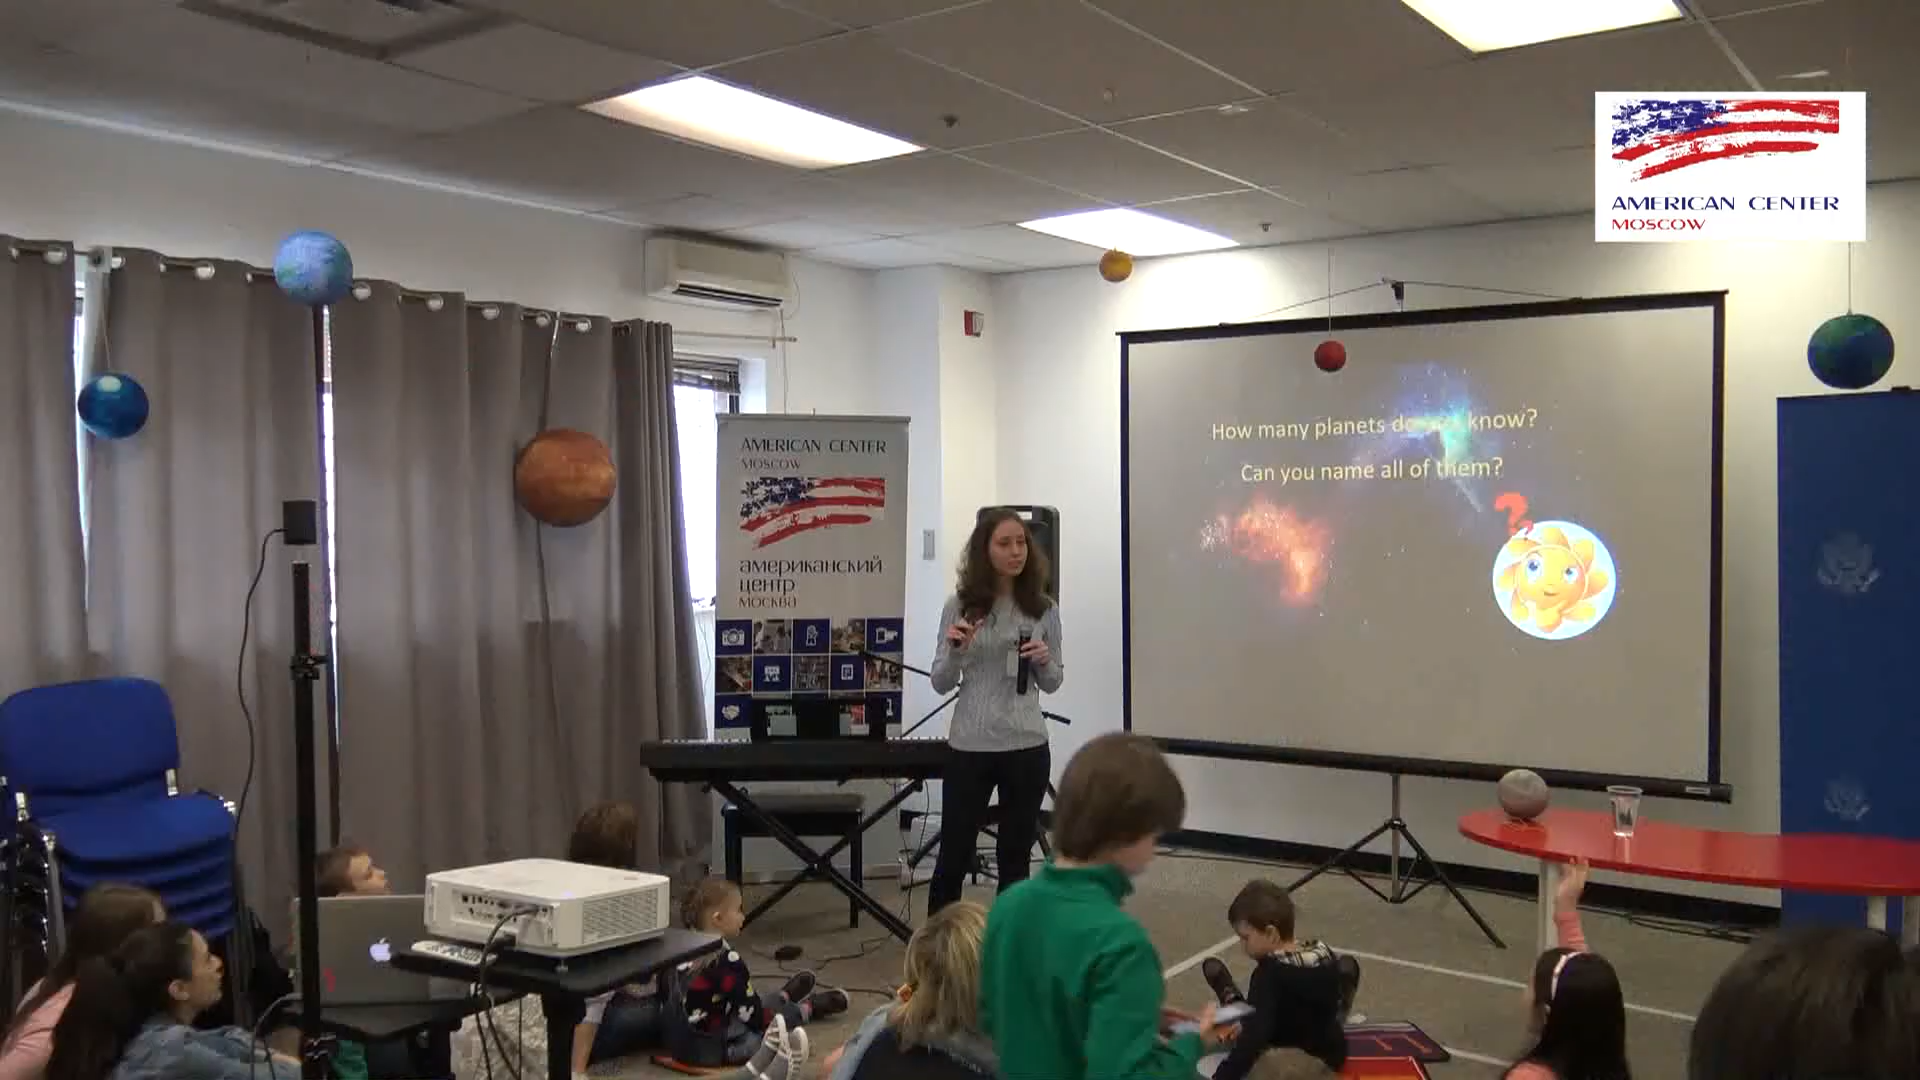 AMERICAN CENTER
MOSCOW
AMERICAN CENTER
MOSCOW
американский
центр
москва
How many planets do you know?
Can you name all of them?